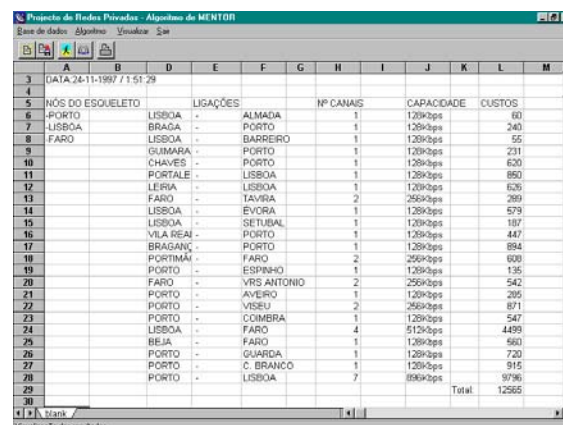 Projecto de Redes Privadas - Algoritmo de MENTOR
Base de dados Algoritmo Visualizar Sair
A B D E F G H I J K L M
3 DATA:24-11-1997 / 1:51:29
4
5 NÓS DO ESQUELETO LIGAÇÕES Nº CANAIS CAPACIDADE CUSTOS
6 -PORTO LISBOA - ALMADA 1 128Kbps 60
7 -LISBOA BRAGA - PORTO 1 128Kbps 240
8 -FARO LISBOA - BARREIRO 1 128Kbps 55
9 GUIMARA - PORTO 1 128Kbps 231
10 CHAVES - PORTO 1 128Kbps 620
11 PORTALE - LISBOA 1 128Kbps 850
12 LEIRIA - LISBOA 1 128Kbps 626
13 FARO - TAVIRA 2 256Kbps 289
14 LISBOA - ÉVORA 1 128Kbps 579
15 LISBOA - SETUBAL 1 128Kbps 187
16 VILA REAI - PORTO 1 128Kbps 447
17 BRAGANÇ - PORTO 1 128Kbps 894
18 PORTIMÃ - FARO 2 256Kbps 608
19 PORTO - ESPINHO 1 128Kbps 135
20 FARO - VRS ANTONIO 2 256Kbps 542
21 PORTO - AVEIRO 1 128Kbps 285
22 PORTO - VISEU 2 256Kbps 871
23 PORTO - COIMBRA 1 128Kbps 547
24 LISBOA - FARO 4 512Kbps 4499
25 BEJA - FARO 1 128Kbps 560
26 PORTO - GUARDA 1 128Kbps 720
27 PORTO - C. BRANCO 1 128Kbps 915
28 PORTO - LISBOA 7 896Kbps 9796
29 Total: 12565
30
blank